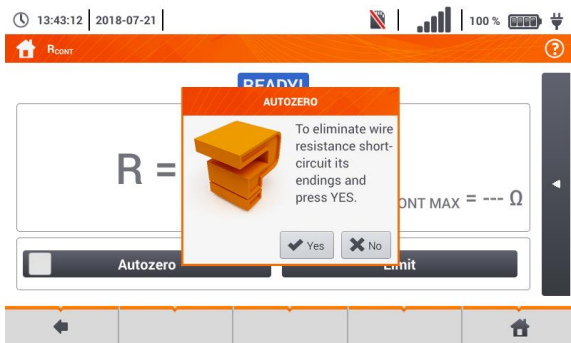 13:43:12 2018-07-21 100 %
RCONT
READY!
AUTOZERO
To eliminate wire
resistance short-
circuit its
endings and
press YES.
R =
CONT MAX = --- Ω
Yes No
Autozero Limit